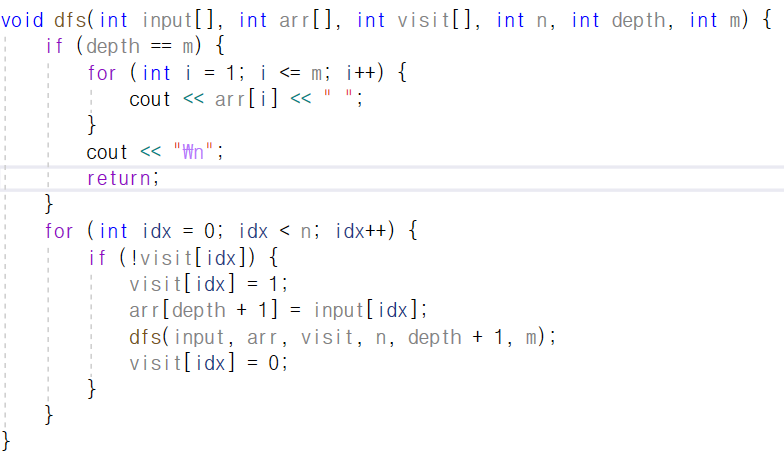 void dfs(int input[], int arr[], int visit[], int n, int depth, int m) {
    if (depth == m) {
        for (int i = 1; i <= m; i++) {
            cout << arr[i] << " ";
        }
        cout << "₩n";
        return;
    }
    for (int idx = 0; idx < n; idx++) {
        if (!visit[idx]) {
            visit[idx] = 1;
            arr[depth + 1] = input[idx];
            dfs(input, arr, visit, n, depth + 1, m);
            visit[idx] = 0;
        }
    }
}